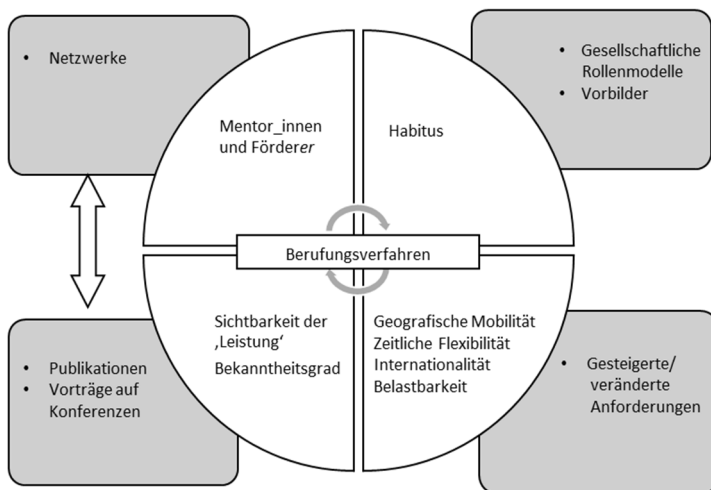 • Netzwerke
• Gesellschaftliche
Rollenmodelle
• Vorbilder
Mentor_innen
und Förderer
Habitus
Berufungsverfahren
Sichtbarkeit der
‚Leistung‘
Bekanntheitsgrad
Geografische Mobilität
Zeitliche Flexibilität
Internationalität
Belastbarkeit
• Publikationen
• Vorträge auf
Konferenzen
• Gesteigerte/
veränderte
Anforderungen